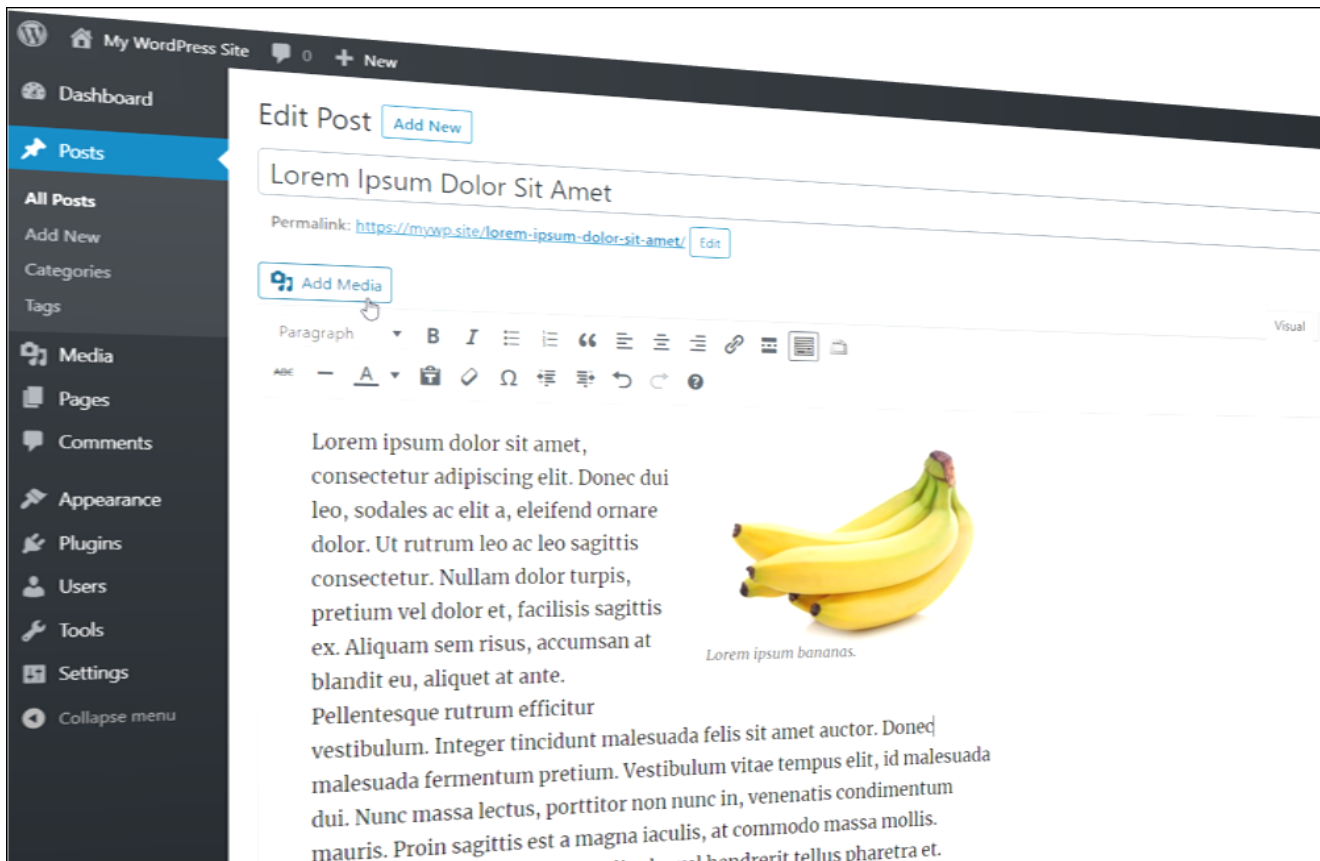 My WordPress Site 0 New
Dashboard
Posts
All Posts
Add New
Categories
Tags
Media
Pages
Comments
Appearance
Plugins
Users
Tools
Settings
Collapse menu
Edit Post Add New
Lorem Ipsum Dolor Sit Amet
Permalink: https://mywp.site/lorem-ipsum-dolor-sit-amet/ Edit
Add Media
Visual
Paragraph
ABC
Lorem ipsum dolor sit amet,
consectetur adipiscing elit. Donec dui
leo, sodales ac elit a, eleifend ornare
dolor. Ut rutrum leo ac leo sagittis
consectetur. Nullam dolor turpis,
pretium vel dolor et, facilisis sagittis
ex. Aliquam sem risus, accumsan at
blandit eu, aliquet at ante.
Pellentesque rutrum efficitur
Lorem ipsum bananas.
vestibulum. Integer tincidunt malesuada felis sit amet auctor. Donec
malesuada fermentum pretium. Vestibulum vitae tempus elit, id malesuada
dui. Nunc massa lectus, porttitor non nunc in, venenatis condimentum
mauris. Proin sagittis est a magna iaculis, at commodo massa mollis.
hendrerit tellus pharetra et.